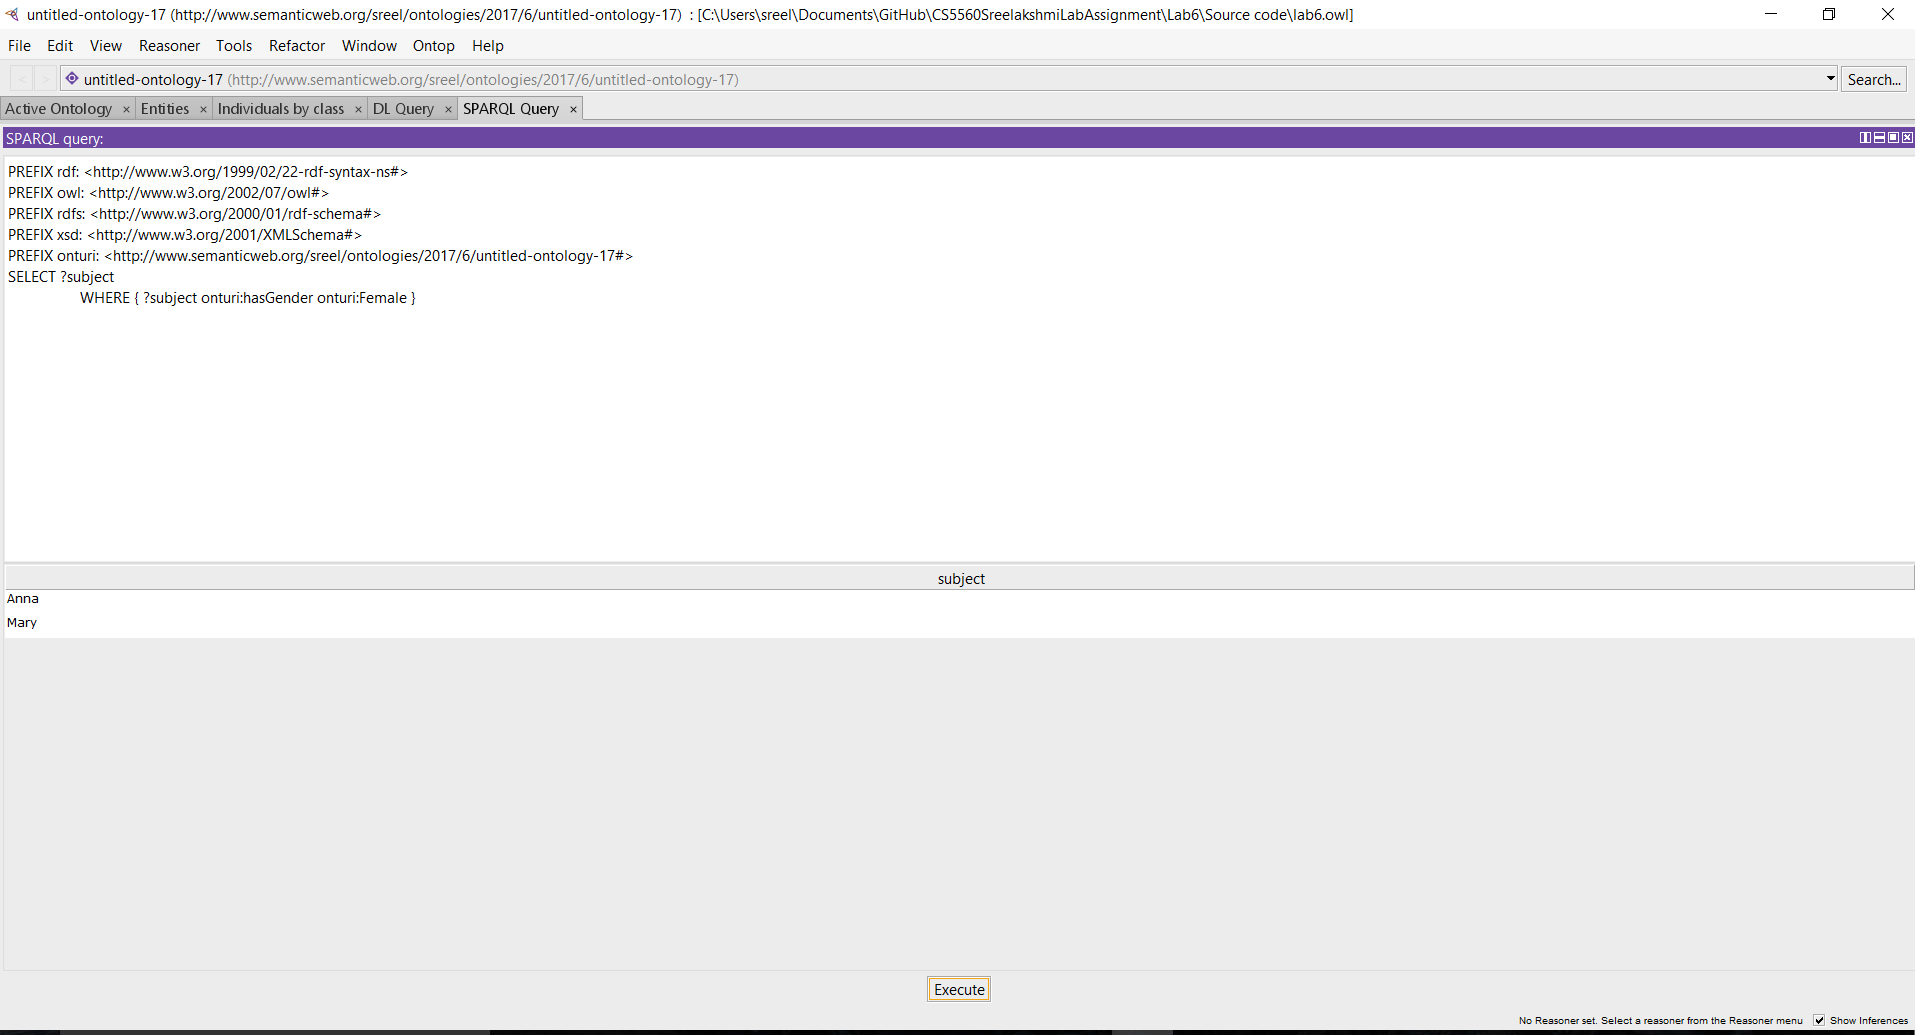 untitled-ontology-17 (http://www.semanticweb.org/sreel/ontologies/2017/6/untitled-ontology-17) : [C:\Users\sreel\Documents\GitHub\CS5560SreelakshmiLabAssignment\Lab6\Source code\lab6.owl]
File Edit View Reasoner Tools Refactor Window Ontop Help
< > untitled-ontology-17 (http://www.semanticweb.org/sreel/ontologies/2017/6/untitled-ontology-17) Search...
Active Ontology × Entities × Individuals by class × DL Query × SPARQL Query ×
SPARQL query:
PREFIX rdf: <http://www.w3.org/1999/02/22-rdf-syntax-ns#>
PREFIX owl: <http://www.w3.org/2002/07/owl#>
PREFIX rdfs: <http://www.w3.org/2000/01/rdf-schema#>
PREFIX xsd: <http://www.w3.org/2001/XMLSchema#>
PREFIX onturi: <http://www.semanticweb.org/sreel/ontologies/2017/6/untitled-ontology-17#>
SELECT ?subject
WHERE { ?subject onturi:hasGender onturi:Female }
subject
Anna
Mary
Execute
No Reasoner set. Select a reasoner from the Reasoner menu Show Inferences